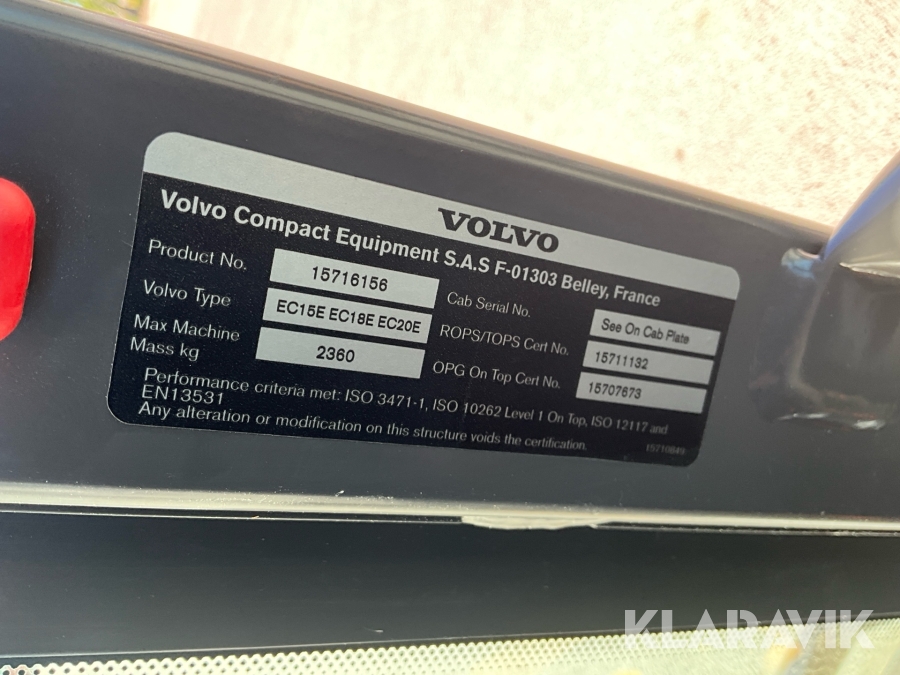 VOLVO
Volvo Compact Equipment S.A.S F-01303 Belley, France
Product No. 15716156 Cab Serial No. See On Cab Plate
Volvo Type EC15E EC18E EC20E ROPS/TOPS Cert No. 15711132
Max Machine Mass kg 2360 OPG On Top Cert No. 15707673
Performance criteria met: ISO 3471-1, ISO 10262 Level 1 On Top, ISO 12117 and
EN13531
Any alteration or modification on this structure voids the certification.
15710849
KLARAVIK